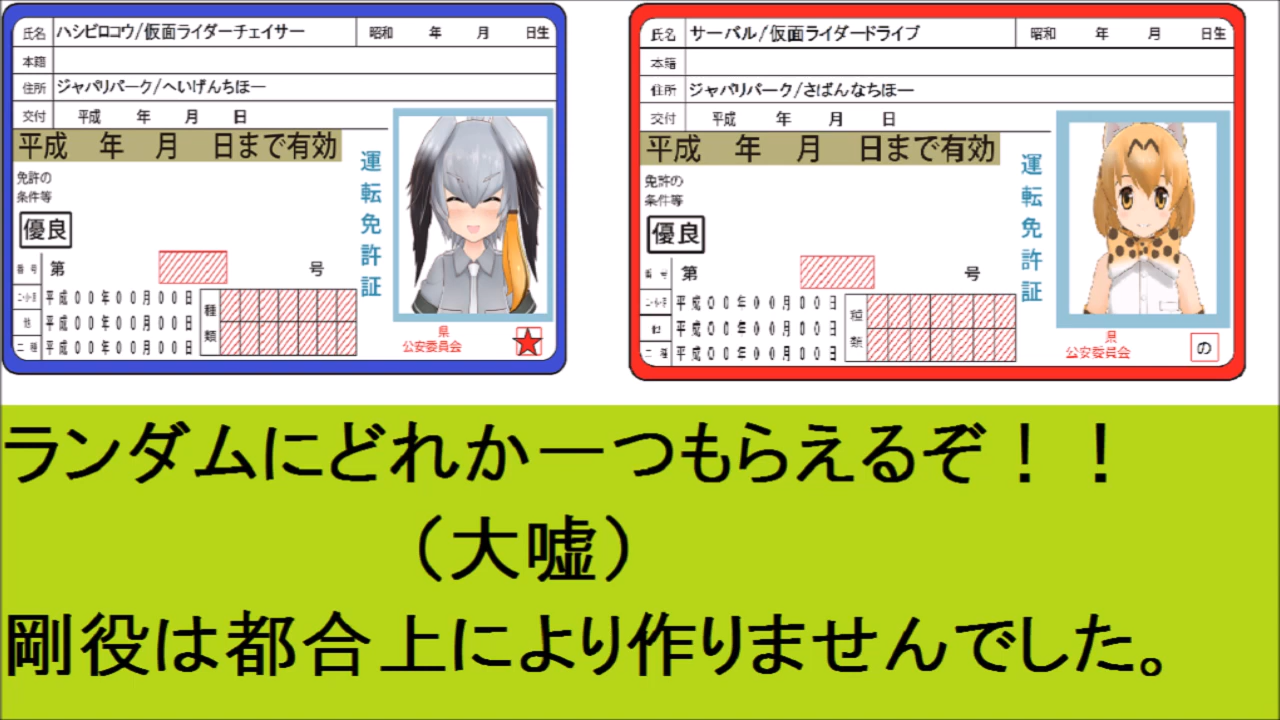 氏名 ハシビロコウ/仮面ライダーチェイサー 昭和 年 月 日生
本籍
住所 ジャパリパーク/へいげんちほー
交付 平成 年 月 日
平成 年 月 日まで有効
免許の
条件等
優良
番号 第 号
二・小・原 平成00年00月00日
他 平成00年00月00日
二種 平成00年00月00日
種類
運転免許証
県
公安委員会
氏名 サーバル/仮面ライダードライブ 昭和 年 月 日生
本籍
住所 ジャパリパーク/さばんなちほー
交付 平成 年 月 日
平成 年 月 日まで有効
免許の
条件等
優良
番号 第 号
二・小・原 平成00年00月00日
他 平成00年00月00日
二種 平成00年00月00日
種類
運転免許証
県
公安委員会
の
ランダムにどれか一つもらえるぞ！！
（大嘘）
剛役は都合上により作りませんでした。